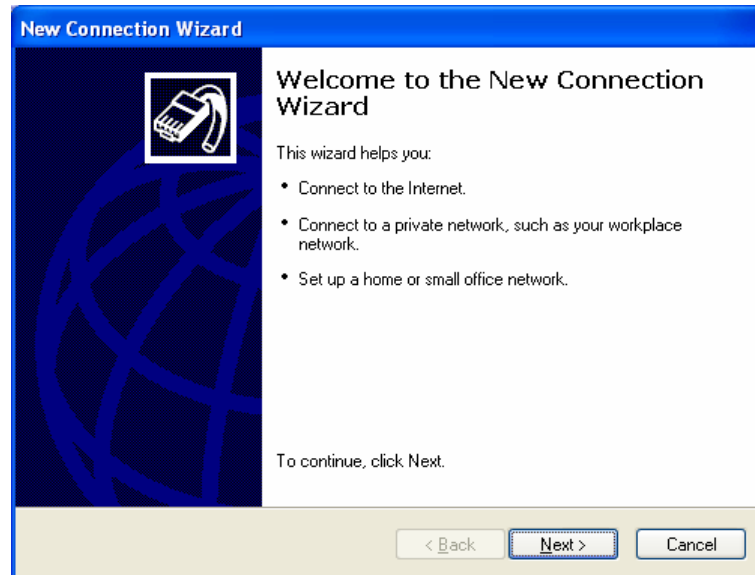 New Connection Wizard
Welcome to the New Connection
Wizard
This wizard helps you:
• Connect to the Internet.
• Connect to a private network, such as your workplace
network.
• Set up a home or small office network.
To continue, click Next.
< Back
Next >
Cancel